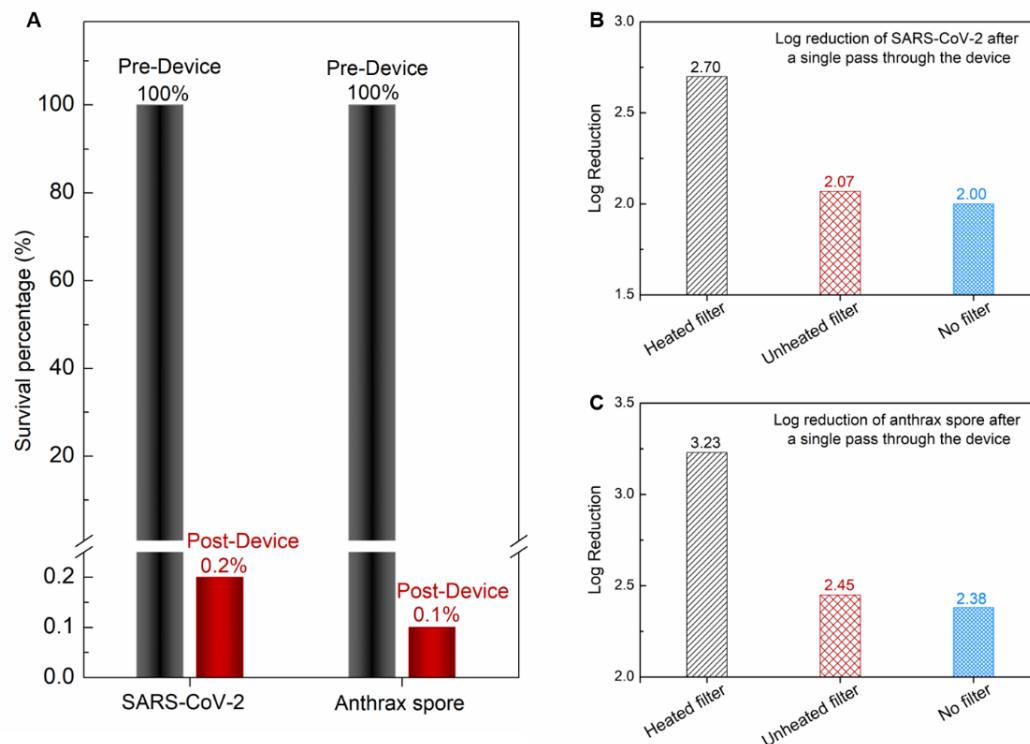 A
Survival percentage (%)
100
80
60
40
20
0.2
0.1
0.0
Pre-Device
100%
Post-Device
0.2%
Pre-Device
100%
Post-Device
0.1%
SARS-CoV-2
Anthrax spore
B
Log Reduction
3.0
2.5
2.0
1.5
Log reduction of SARS-CoV-2 after
a single pass through the device
2.70
2.07
2.00
Heated filter
Unheated filter
No filter
C
Log Reduction
3.5
3.0
2.5
2.0
Log reduction of anthrax spore after
a single pass through the device
3.23
2.45
2.38
Heated filter
Unheated filter
No filter